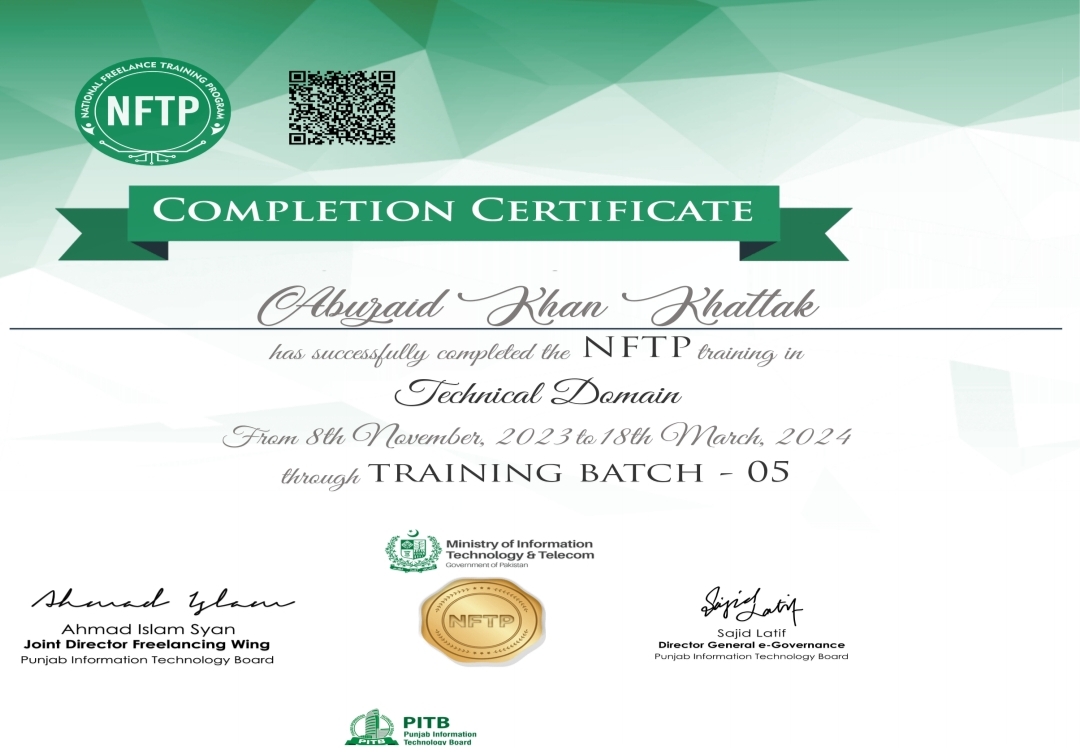 NATIONAL FREELANCE TRAINING PROGRAM
NFTP
COMPLETION CERTIFICATE
Abuzaid Khan Khattak
has successfully completed the NFTP training in
Technical Domain
From 8th November, 2023 to 18th March, 2024
through TRAINING BATCH - 05
Ministry of Information
Technology & Telecom
Government of Pakistan
NFTP
Ahmad Islam
Ahmad Islam Syan
Joint Director Freelancing Wing
Punjab Information Technology Board
Sajid Latif
Sajid Latif
Director General e-Governance
Punjab Information Technology Board
PITB
PITB
Punjab Information
Technology Board